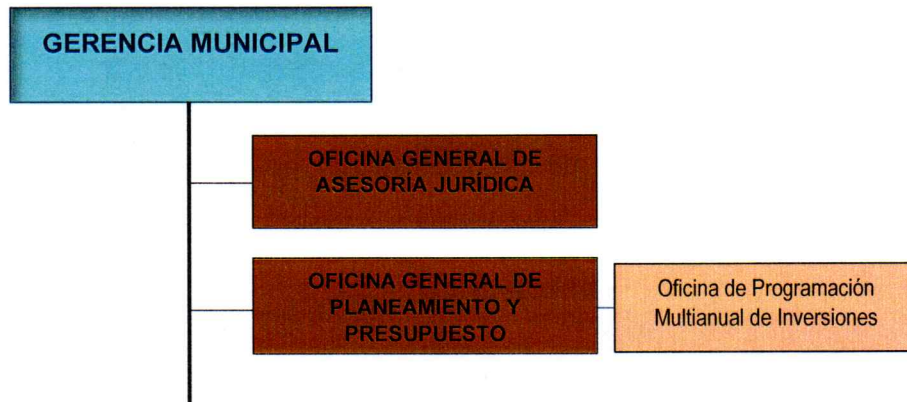 GERENCIA MUNICIPAL
OFICINA GENERAL DE
ASESORÍA JURÍDICA
OFICINA GENERAL DE
PLANEAMIENTO Y
PRESUPUESTO
Oficina de Programación
Multianual de Inversiones